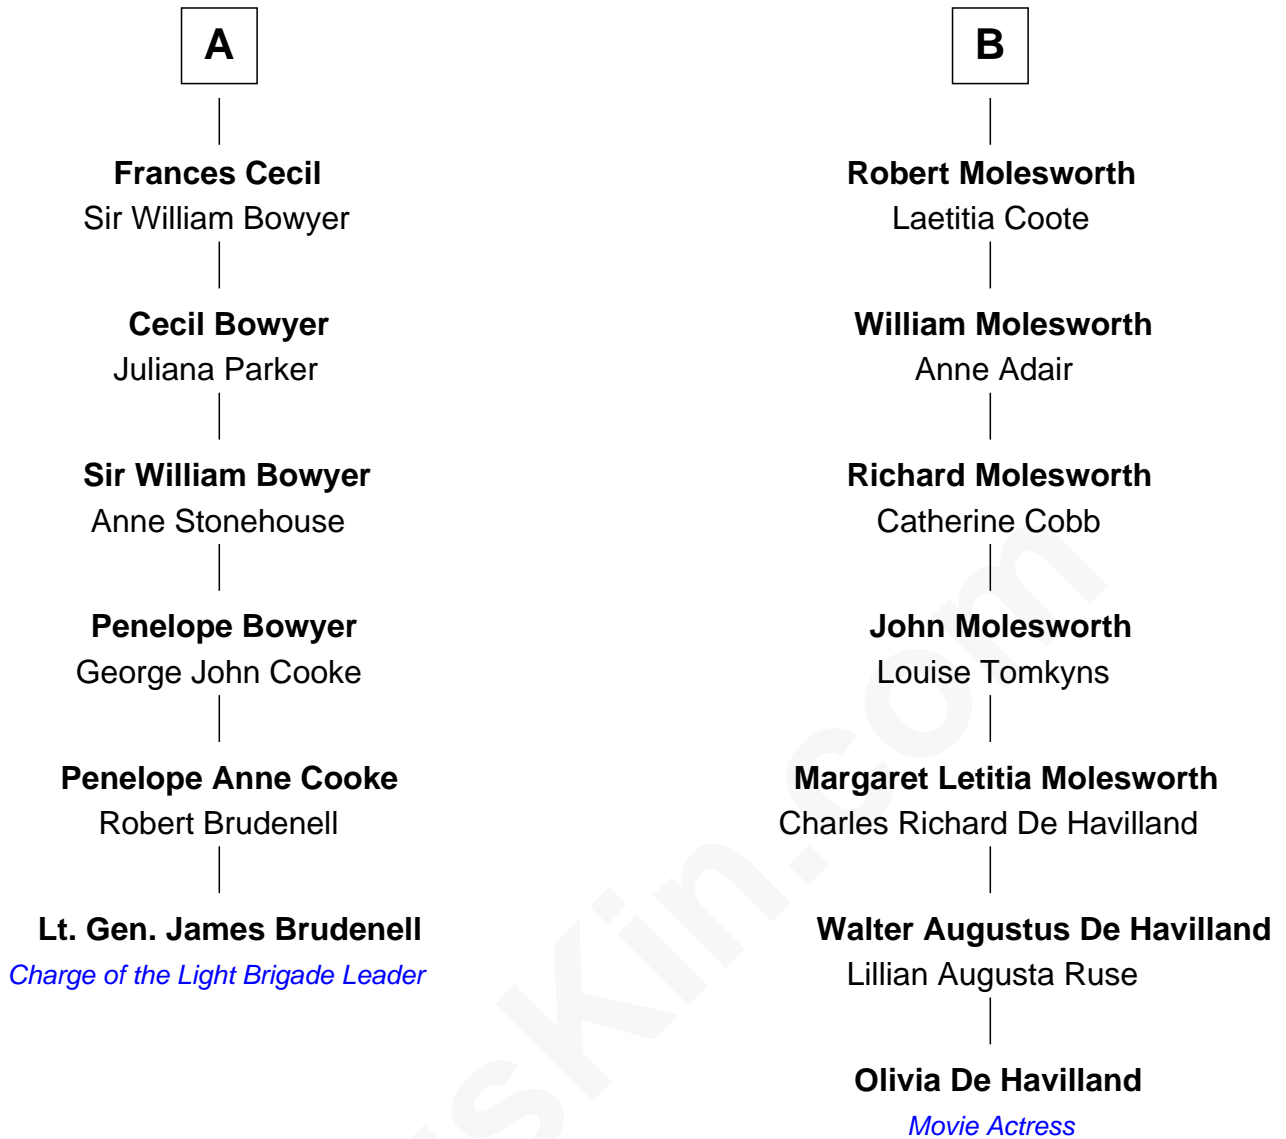 A
Frances Cecil
Sir William Bowyer
Cecil Bowyer
Juliana Parker
Sir William Bowyer
Anne Stonehouse
Penelope Bowyer
George John Cooke
Penelope Anne Cooke
Robert Brudenell
Lt. Gen. James Brudenell
Charge of the Light Brigade Leader
B
Robert Molesworth
Laetitia Coote
William Molesworth
Anne Adair
Richard Molesworth
Catherine Cobb
John Molesworth
Louise Tomkyns
Margaret Letitia Molesworth
Charles Richard De Havilland
Walter Augustus De Havilland
Lillian Augusta Ruse
Olivia De Havilland
Movie Actress
usKin.com